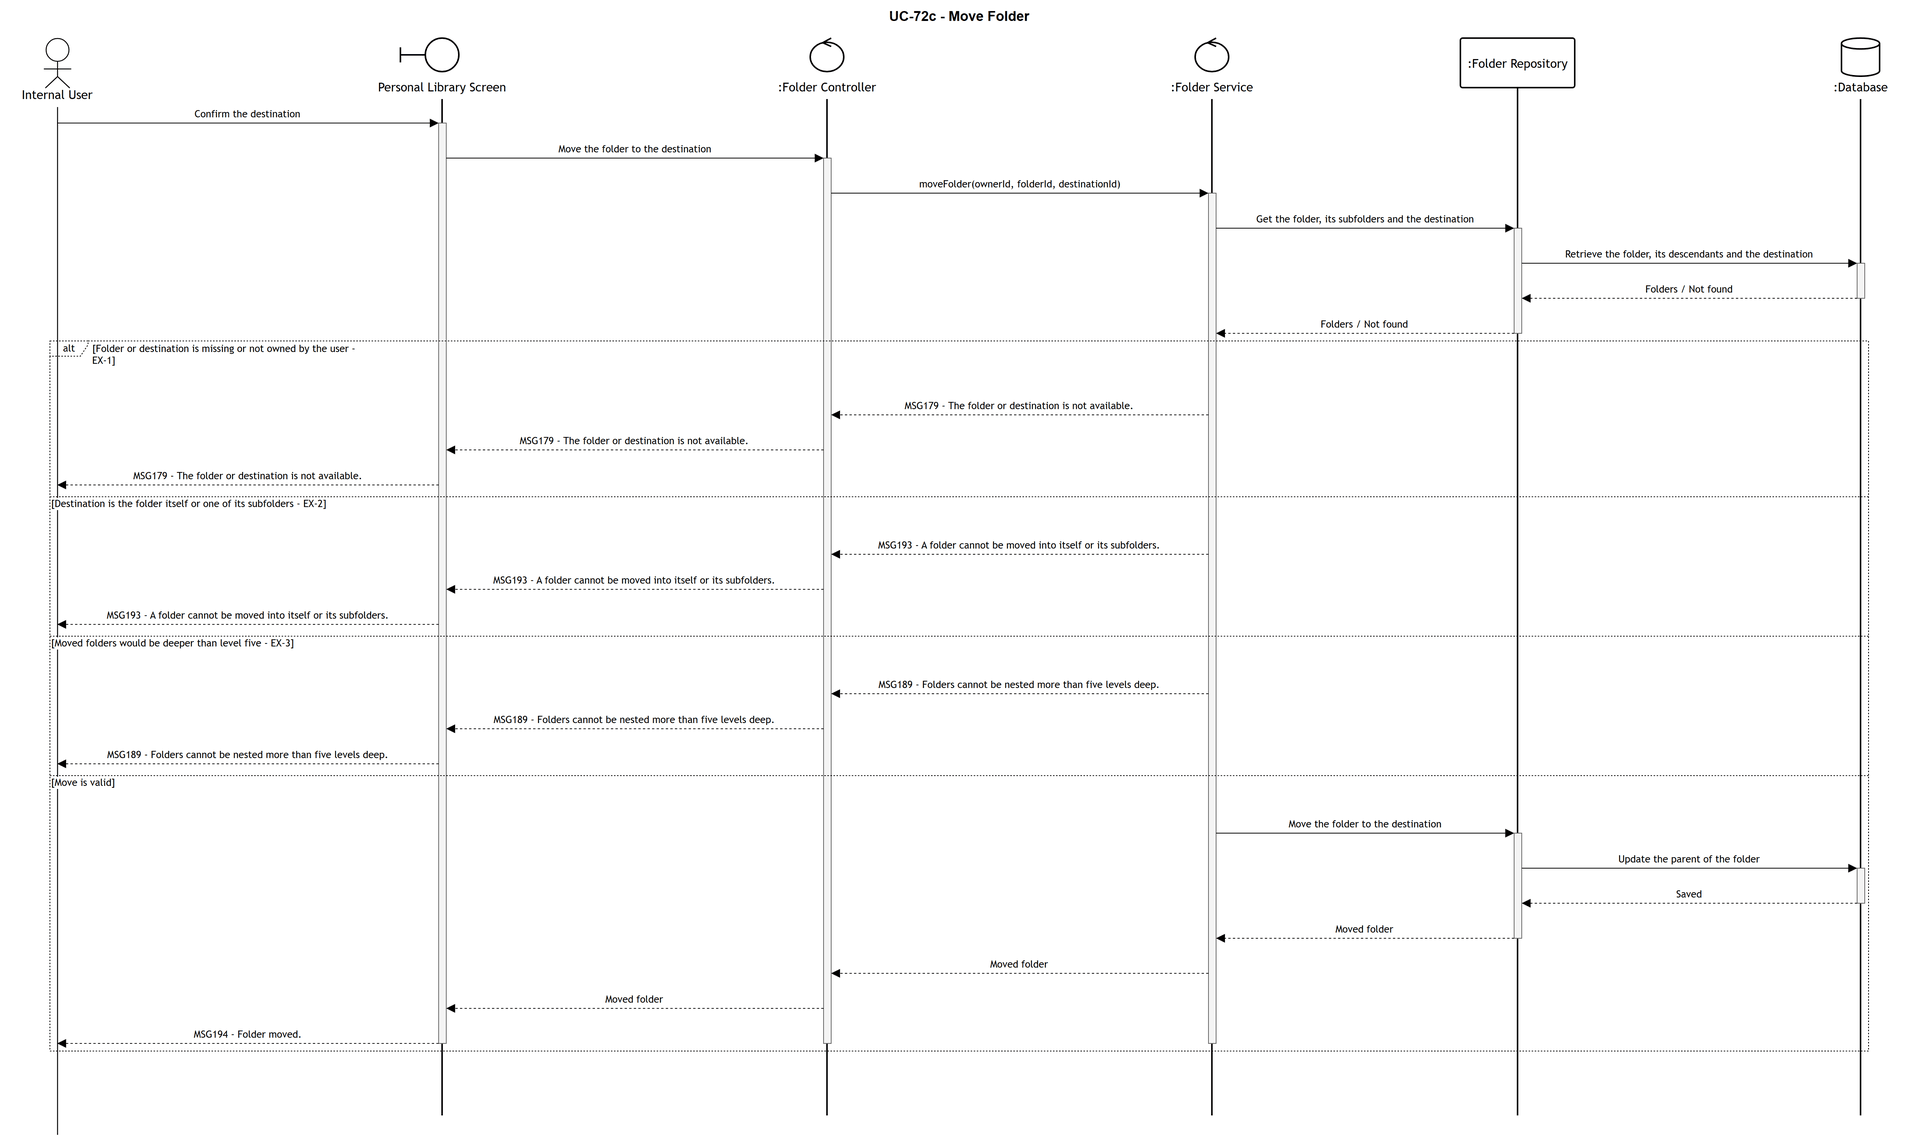 UC-72c - Move Folder
Internal User
Personal Library Screen
:Folder Controller
:Folder Service
:Folder Repository
:Database
Confirm the destination
Move the folder to the destination
moveFolder(ownerId, folderId, destinationId)
Get the folder, its subfolders and the destination
Retrieve the folder, its descendants and the destination
Folders / Not found
Folders / Not found
alt
[Folder or destination is missing or not owned by the user -
EX-1]
MSG179 - The folder or destination is not available.
MSG179 - The folder or destination is not available.
MSG179 - The folder or destination is not available.
[Destination is the folder itself or one of its subfolders - EX-2]
MSG193 - A folder cannot be moved into itself or its subfolders.
MSG193 - A folder cannot be moved into itself or its subfolders.
MSG193 - A folder cannot be moved into itself or its subfolders.
[Moved folders would be deeper than level five - EX-3]
MSG189 - Folders cannot be nested more than five levels deep.
MSG189 - Folders cannot be nested more than five levels deep.
MSG189 - Folders cannot be nested more than five levels deep.
[Move is valid]
Move the folder to the destination
Update the parent of the folder
Saved
Moved folder
Moved folder
Moved folder
MSG194 - Folder moved.